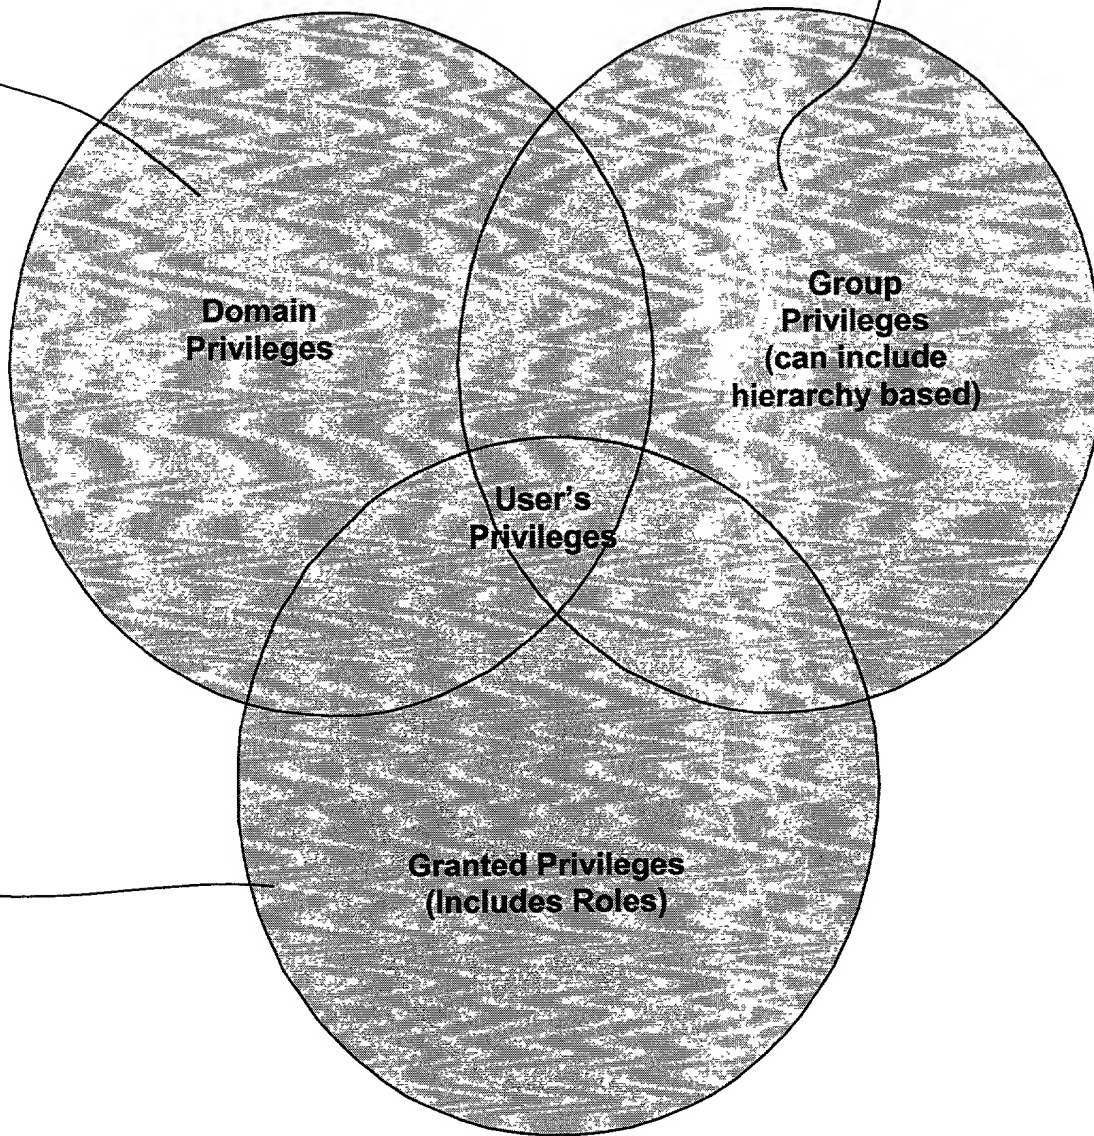 Domain
Privileges
Group
Privileges
(can include
hierarchy based)
User's
Privileges
Granted Privileges
(Includes Roles)